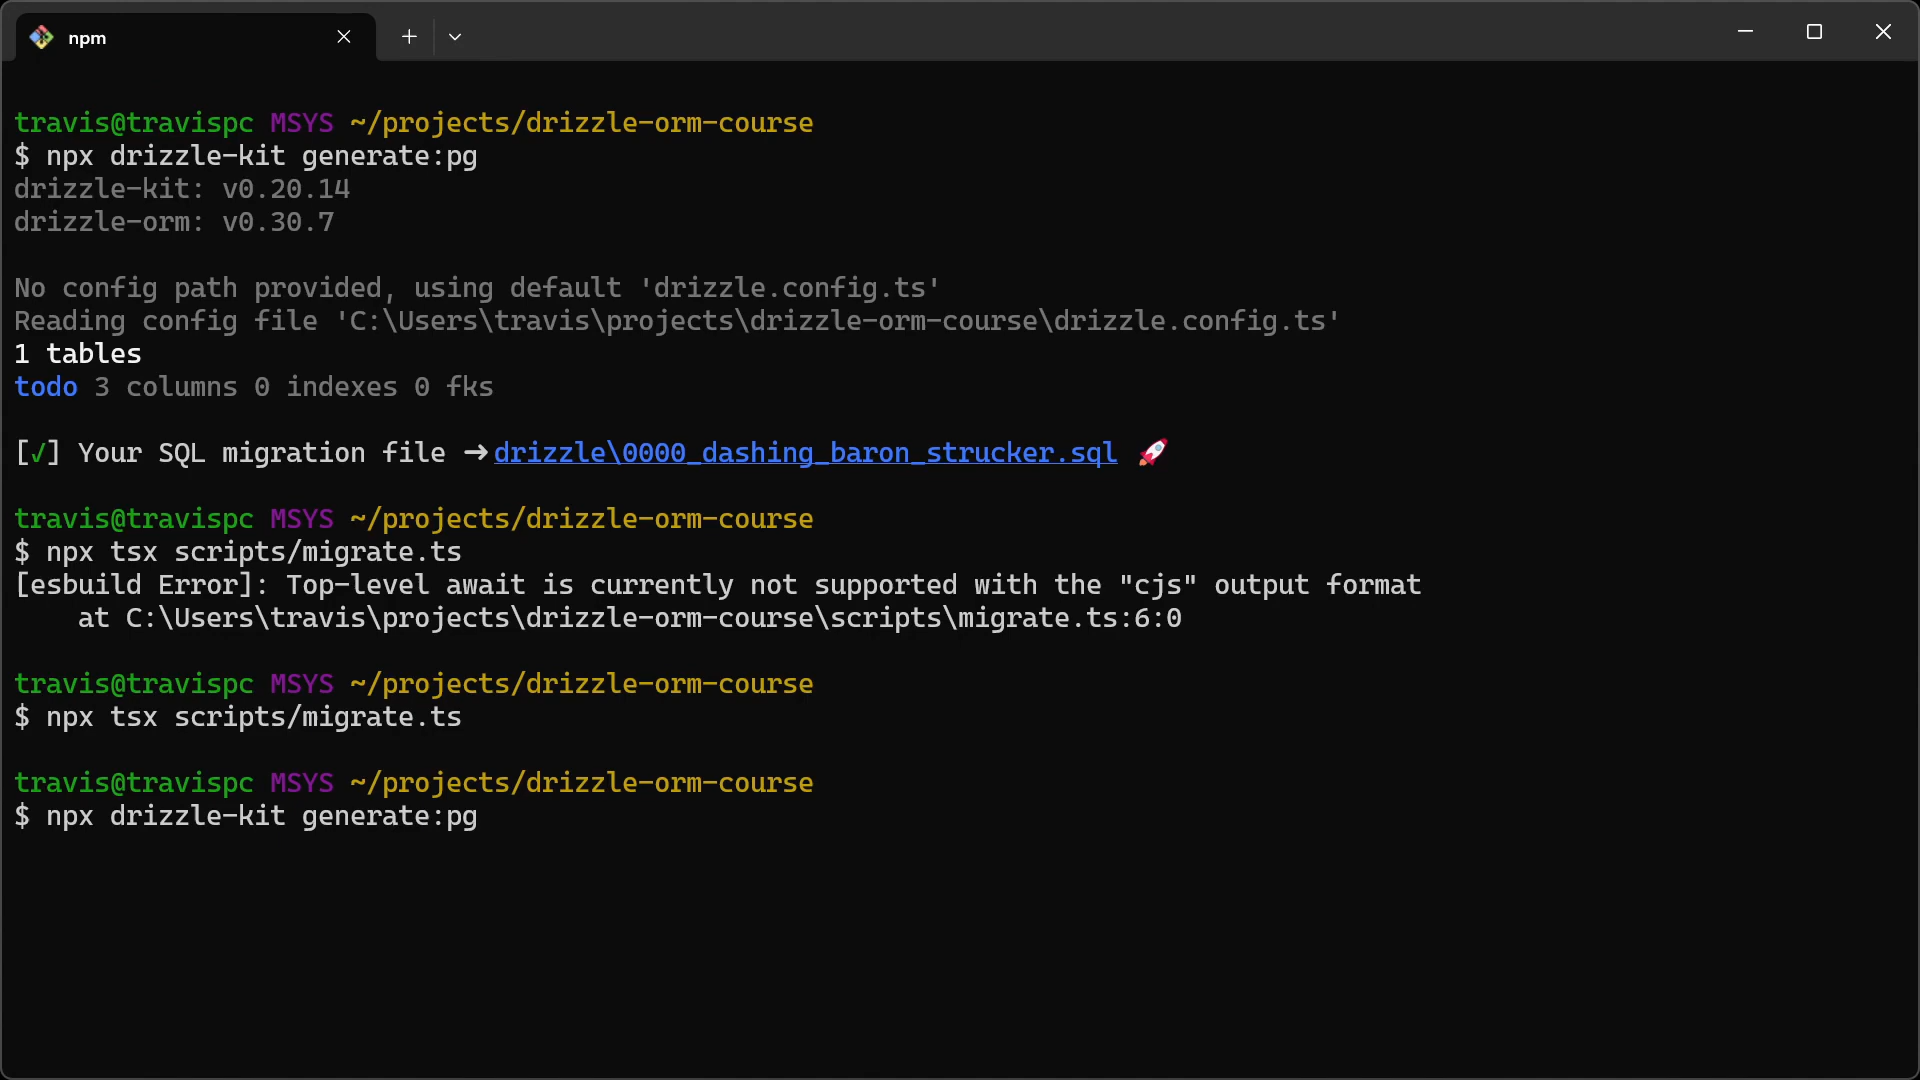 npm
travis@travispc MSYS ~/projects/drizzle-orm-course
$ npx drizzle-kit generate:pg
drizzle-kit: v0.20.14
drizzle-orm: v0.30.7
No config path provided, using default 'drizzle.config.ts'
Reading config file 'C:\Users\travis\projects\drizzle-orm-course\drizzle.config.ts'
1 tables
todo 3 columns 0 indexes 0 fks
[✓] Your SQL migration file ➜ drizzle\0000_dashing_baron_strucker.sql 🚀
travis@travispc MSYS ~/projects/drizzle-orm-course
$ npx tsx scripts/migrate.ts
[esbuild Error]: Top-level await is currently not supported with the "cjs" output format
    at C:\Users\travis\projects\drizzle-orm-course\scripts\migrate.ts:6:0
travis@travispc MSYS ~/projects/drizzle-orm-course
$ npx tsx scripts/migrate.ts
travis@travispc MSYS ~/projects/drizzle-orm-course
$ npx drizzle-kit generate:pg